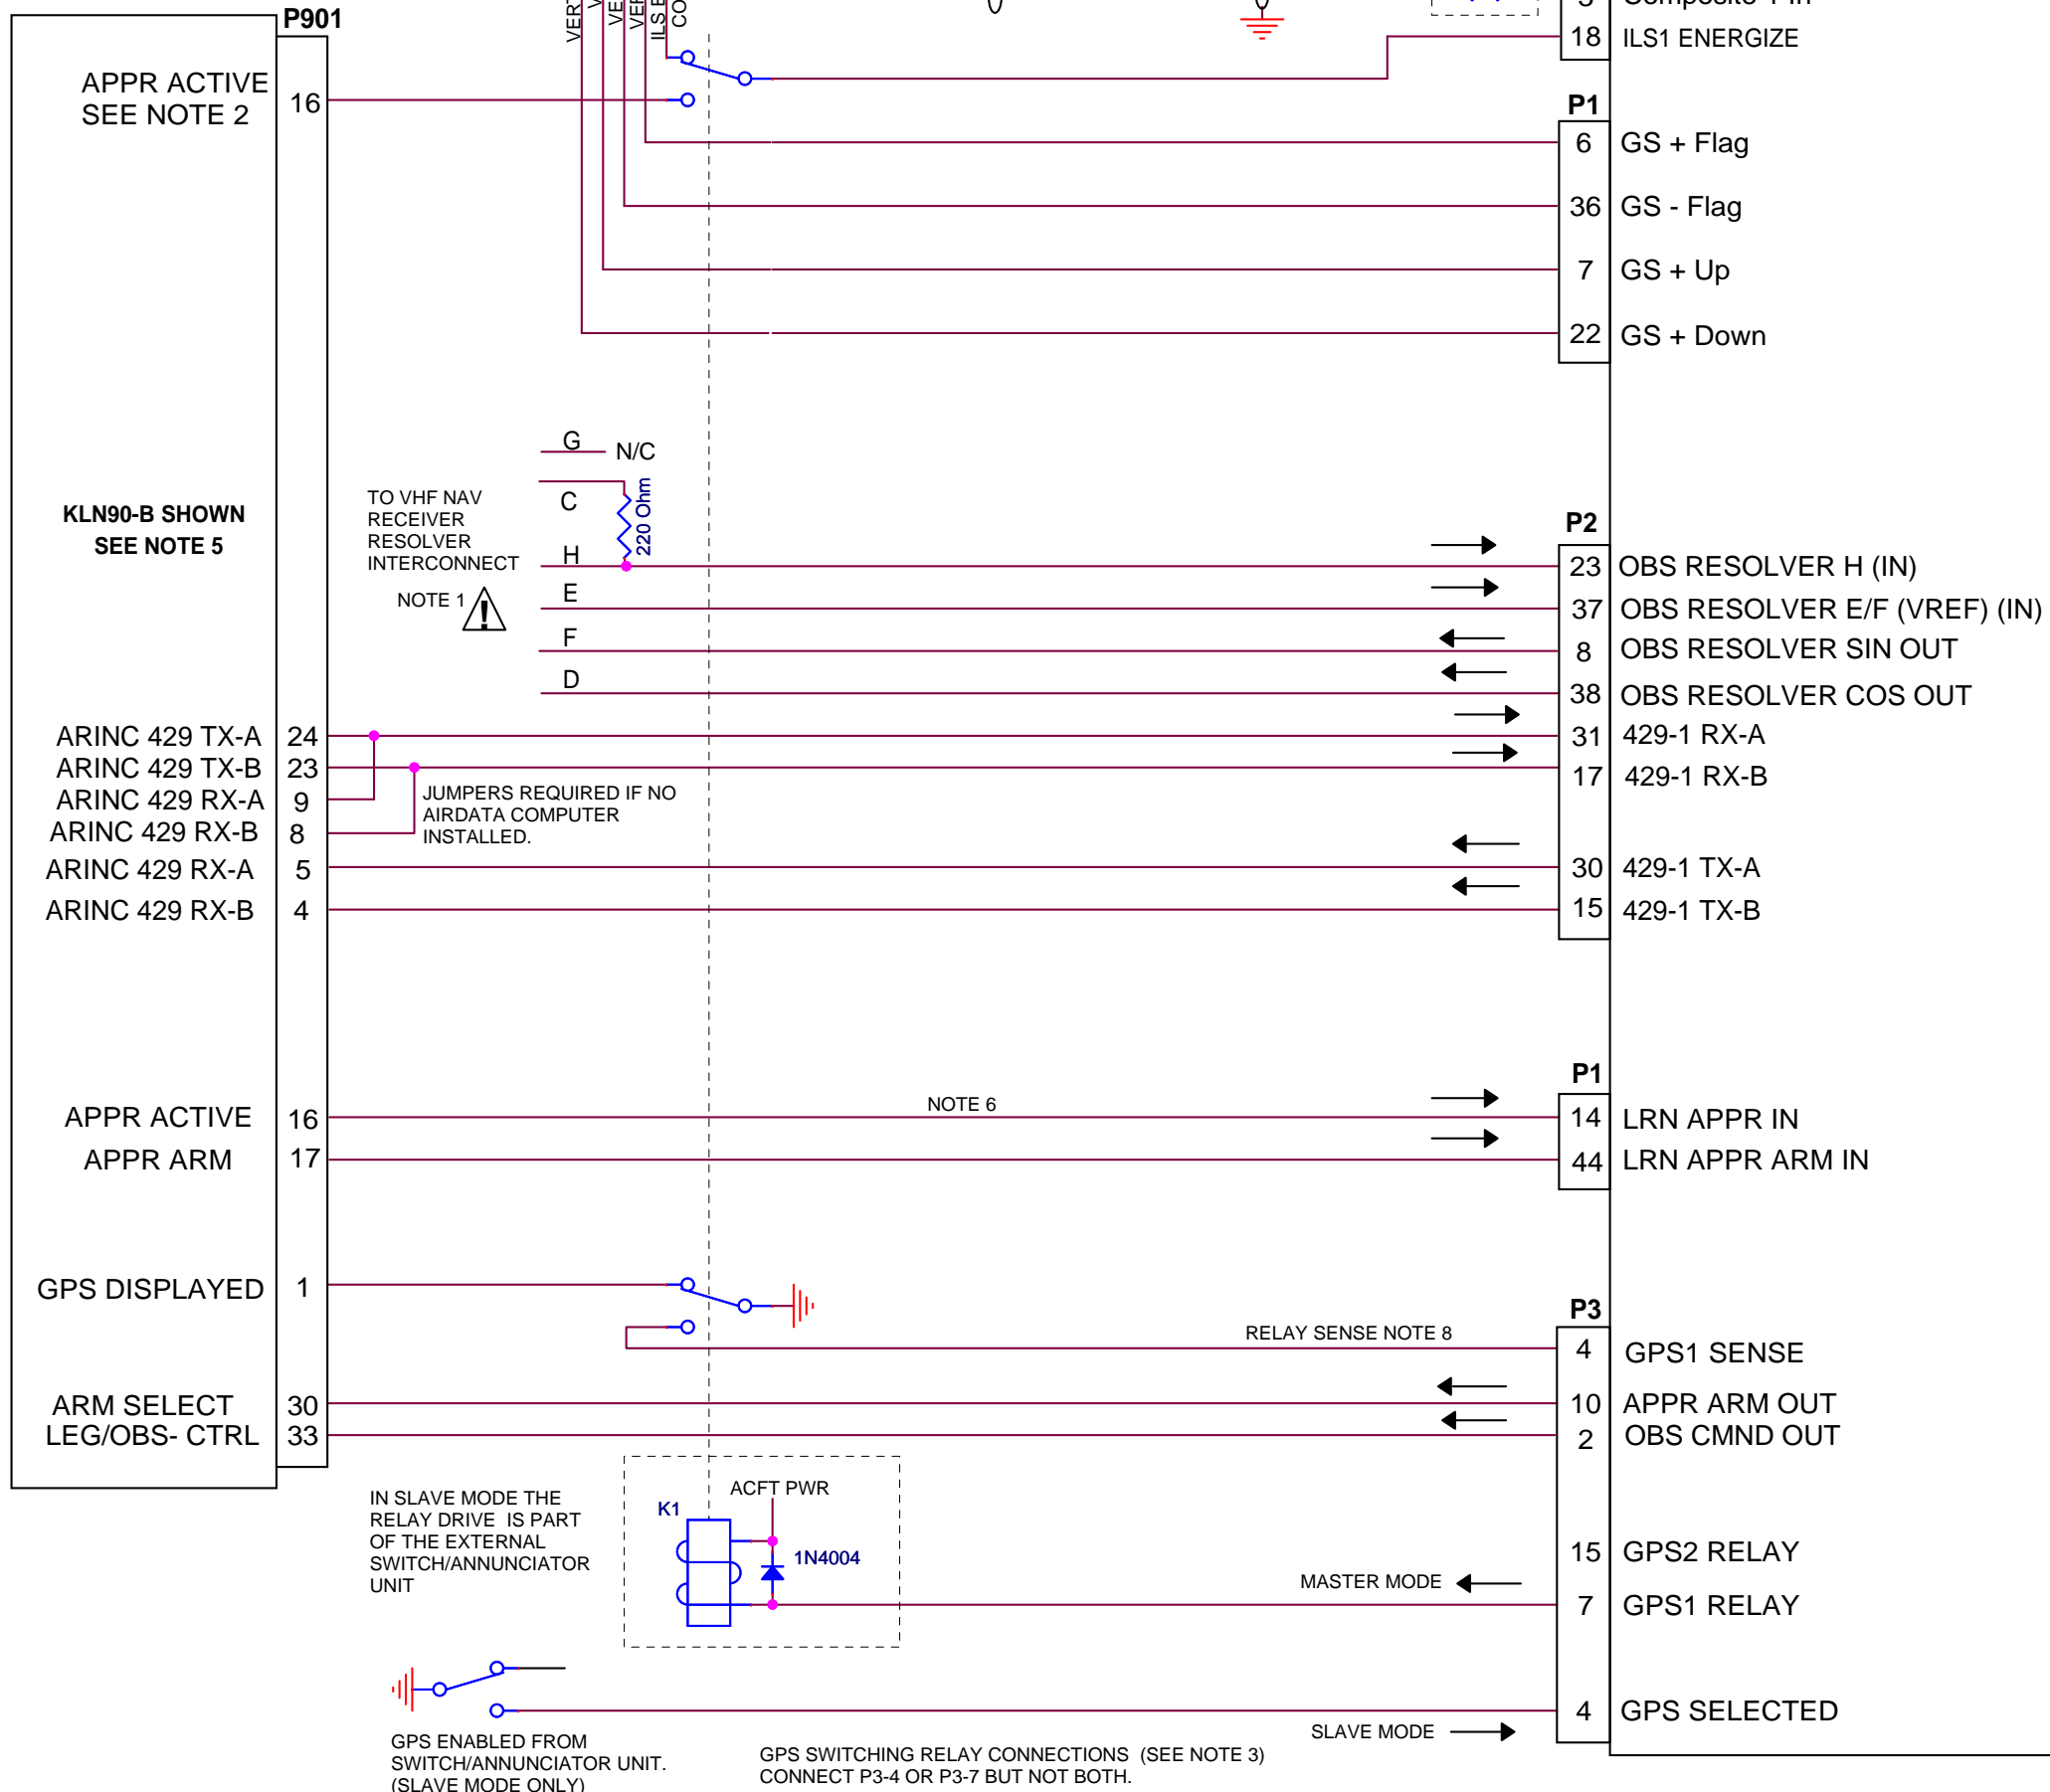 P901
18 ILS1 ENERGIZE
APPR ACTIVE
SEE NOTE 2
16
P1
6 GS + Flag
36 GS - Flag
7 GS + Up
22 GS + Down
G N/C
C
220 Ohm
H
E
F
D
TO VHF NAV
RECEIVER
RESOLVER
INTERCONNECT
NOTE 1
!
KLN90-B SHOWN
SEE NOTE 5
P2
23 OBS RESOLVER H (IN)
37 OBS RESOLVER E/F (VREF) (IN)
8 OBS RESOLVER SIN OUT
38 OBS RESOLVER COS OUT
ARINC 429 TX-A 24
31 429-1 RX-A
ARINC 429 TX-B 23
17 429-1 RX-B
ARINC 429 RX-A 9
ARINC 429 RX-B 8
JUMPERS REQUIRED IF NO
AIRDATA COMPUTER
INSTALLED.
ARINC 429 RX-A 5
30 429-1 TX-A
ARINC 429 RX-B 4
15 429-1 TX-B
P1
APPR ACTIVE 16
NOTE 6
14 LRN APPR IN
APPR ARM 17
44 LRN APPR ARM IN
GPS DISPLAYED 1
P3
RELAY SENSE NOTE 8
4 GPS1 SENSE
ARM SELECT 30
10 APPR ARM OUT
LEG/OBS- CTRL 33
2 OBS CMND OUT
IN SLAVE MODE THE
RELAY DRIVE IS PART
OF THE EXTERNAL
SWITCH/ANNUNCIATOR
UNIT
ACFT PWR
K1
1N4004
15 GPS2 RELAY
MASTER MODE
7 GPS1 RELAY
4 GPS SELECTED
SLAVE MODE
GPS ENABLED FROM
SWITCH/ANNUNCIATOR UNIT.
(SLAVE MODE ONLY)
GPS SWITCHING RELAY CONNECTIONS (SEE NOTE 3)
CONNECT P3-4 OR P3-7 BUT NOT BOTH.